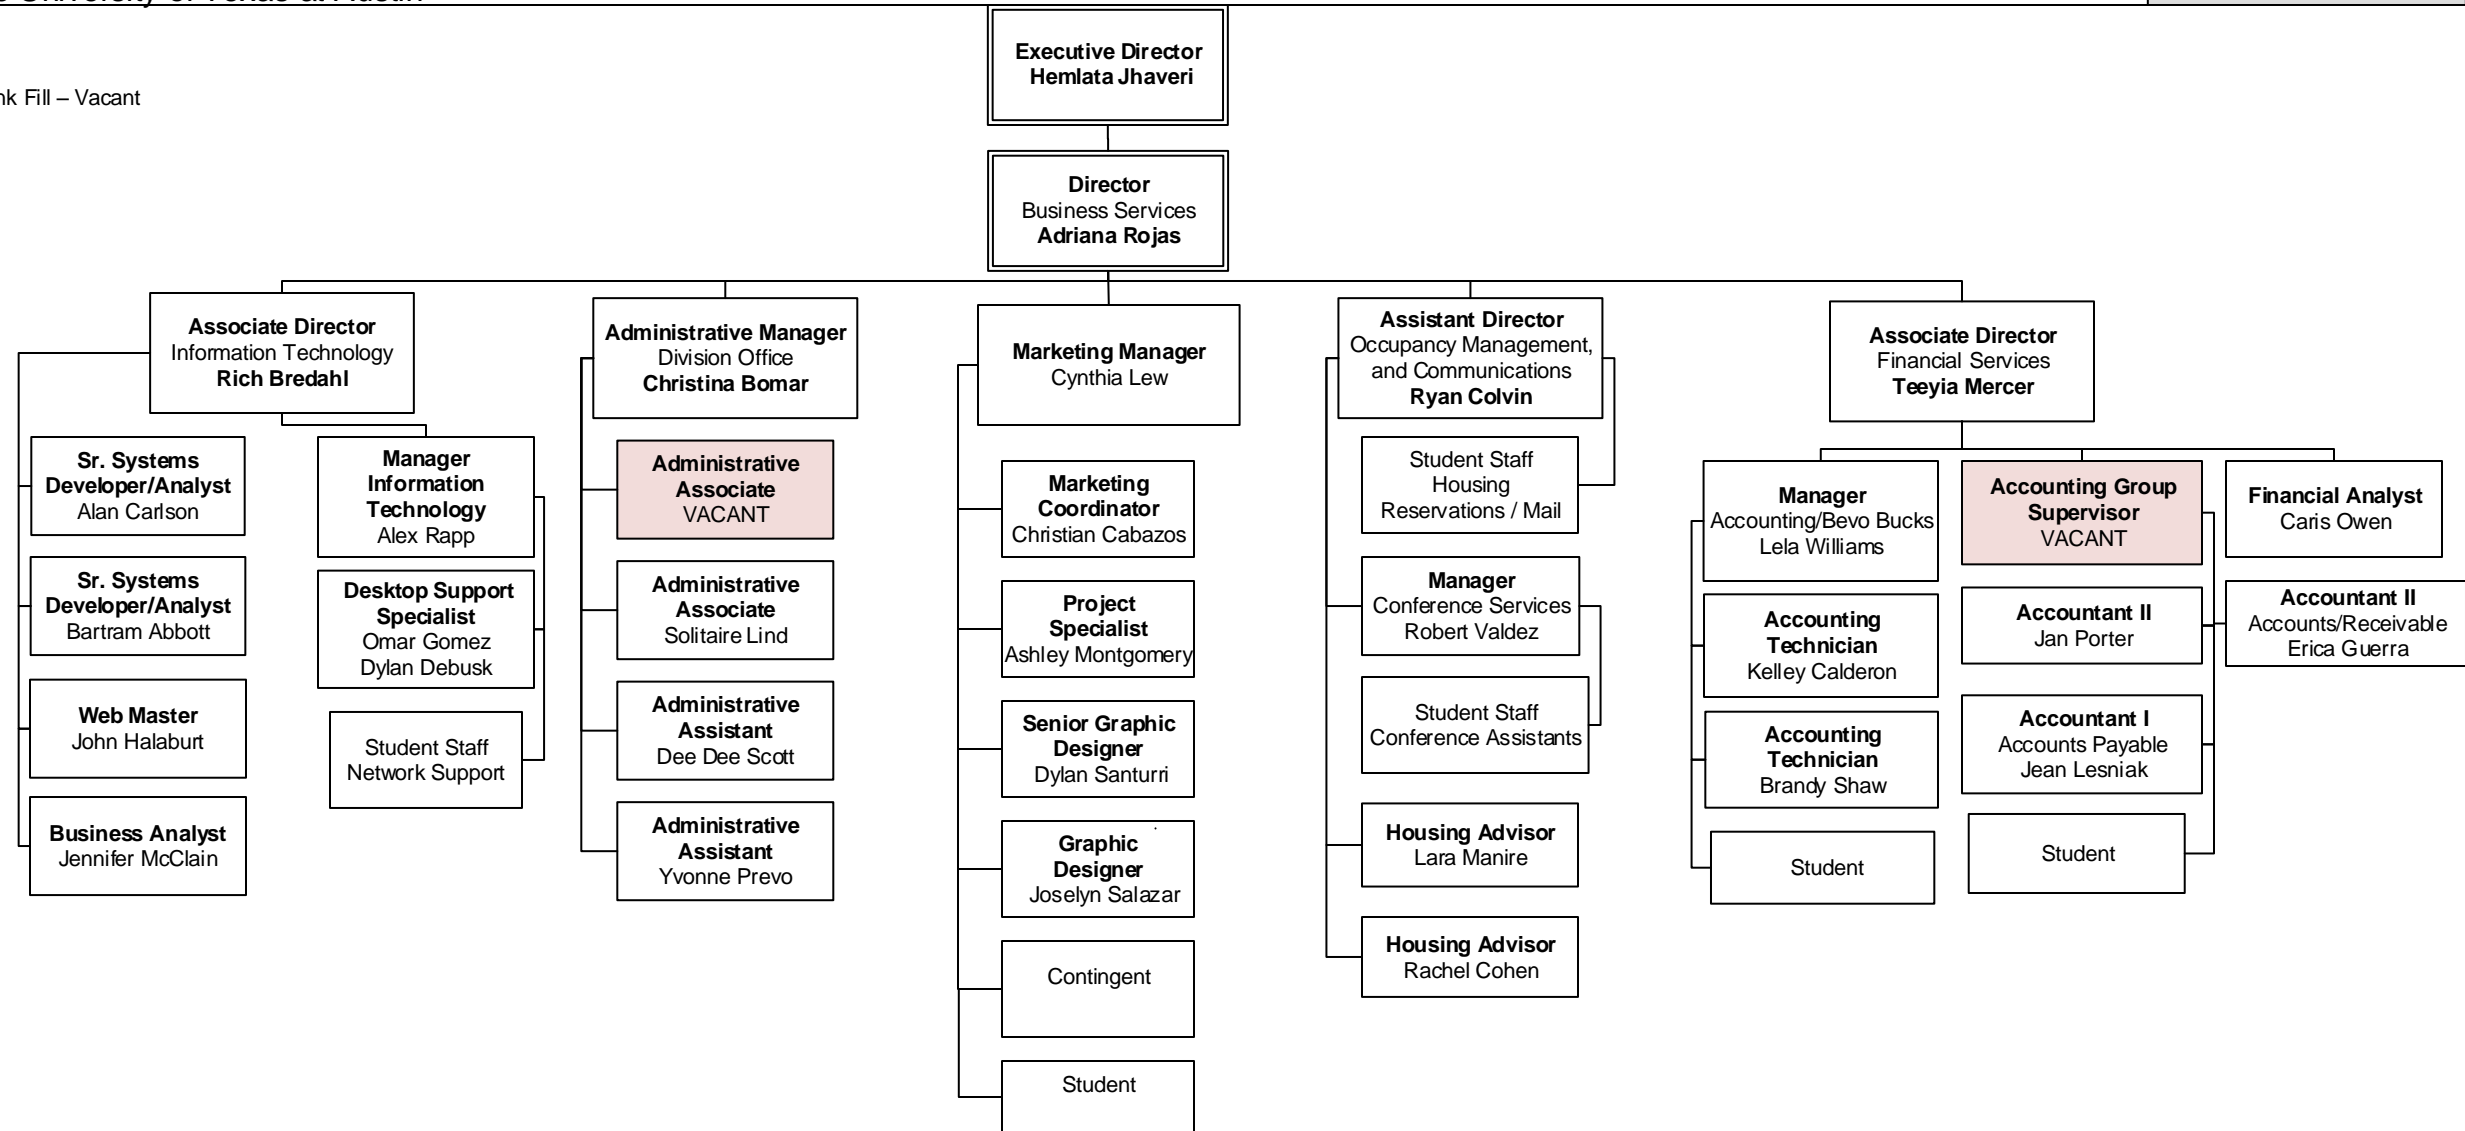 University of Texas at Austin
Executive Director
Hemlata Jhaveri
Fill – Vacant
Director
Business Services
Adriana Rojas
Associate Director
Information Technology
Rich Bredahl
Administrative Manager
Division Office
Christina Bomar
Marketing Manager
Cynthia Lew
Assistant Director
Occupancy Management,
and Communications
Ryan Colvin
Associate Director
Financial Services
Teeyia Mercer
Sr. Systems
Developer/Analyst
Alan Carlson
Sr. Systems
Developer/Analyst
Bartram Abbott
Web Master
John Halaburt
Business Analyst
Jennifer McClain
Manager
Information
Technology
Alex Rapp
Desktop Support
Specialist
Omar Gomez
Dylan Debusk
Student Staff
Network Support
Administrative
Associate
VACANT
Administrative
Associate
Solitaire Lind
Administrative
Assistant
Dee Dee Scott
Administrative
Assistant
Yvonne Prevo
Marketing
Coordinator
Christian Cabazos
Project
Specialist
Ashley Montgomery
Senior Graphic
Designer
Dylan Santurri
Graphic
Designer
Joselyn Salazar
Contingent
Student
Student Staff
Housing
Reservations / Mail
Manager
Conference Services
Robert Valdez
Student Staff
Conference Assistants
Housing Advisor
Lara Manire
Housing Advisor
Rachel Cohen
Manager
Accounting/Bevo Bucks
Lela Williams
Accounting
Technician
Kelley Calderon
Accounting
Technician
Brandy Shaw
Student
Accounting Group
Supervisor
VACANT
Accountant II
Jan Porter
Accountant I
Accounts Payable
Jean Lesniak
Student
Financial Analyst
Caris Owen
Accountant II
Accounts/Receivable
Erica Guerra